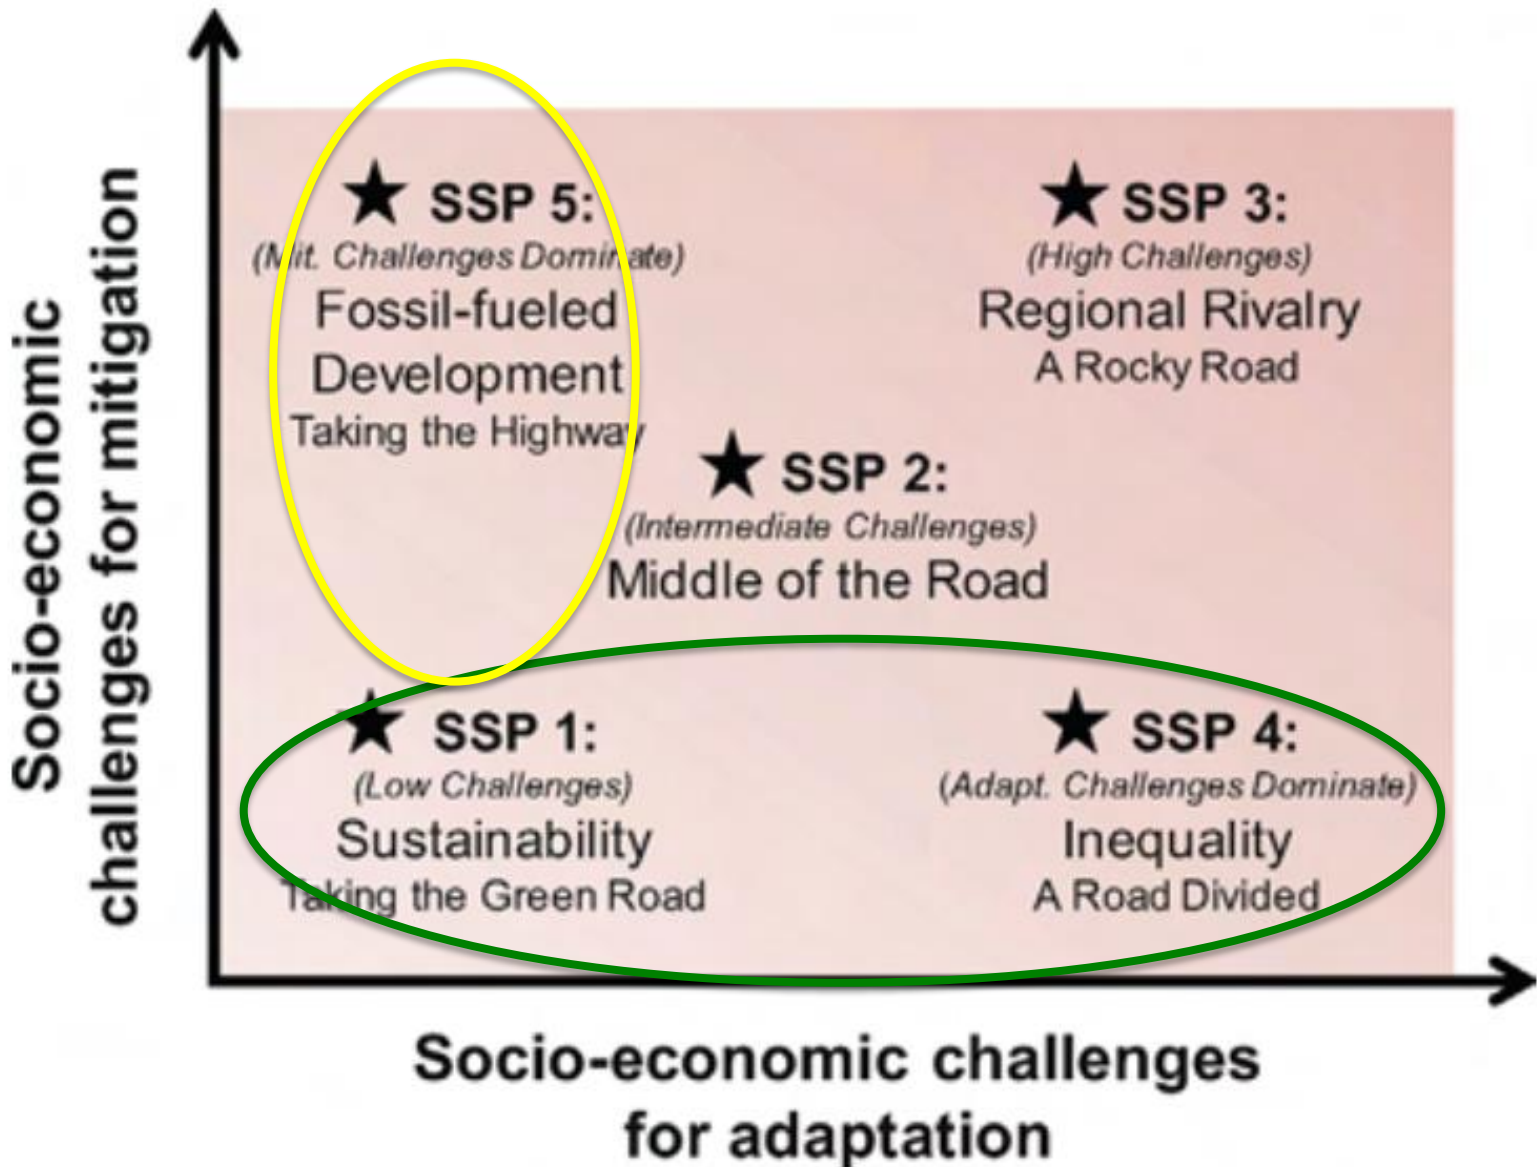 Socio-economic
challenges for mitigation
SSP 5:
(Mit. Challenges Dominate)
Fossil-fueled
Development
Taking the Highway
SSP 3:
(High Challenges)
Regional Rivalry
A Rocky Road
SSP 2:
(Intermediate Challenges)
Middle of the Road
SSP 1:
(Low Challenges)
Sustainability
Taking the Green Road
SSP 4:
(Adapt. Challenges Dominate)
Inequality
A Road Divided
Socio-economic challenges
for adaptation